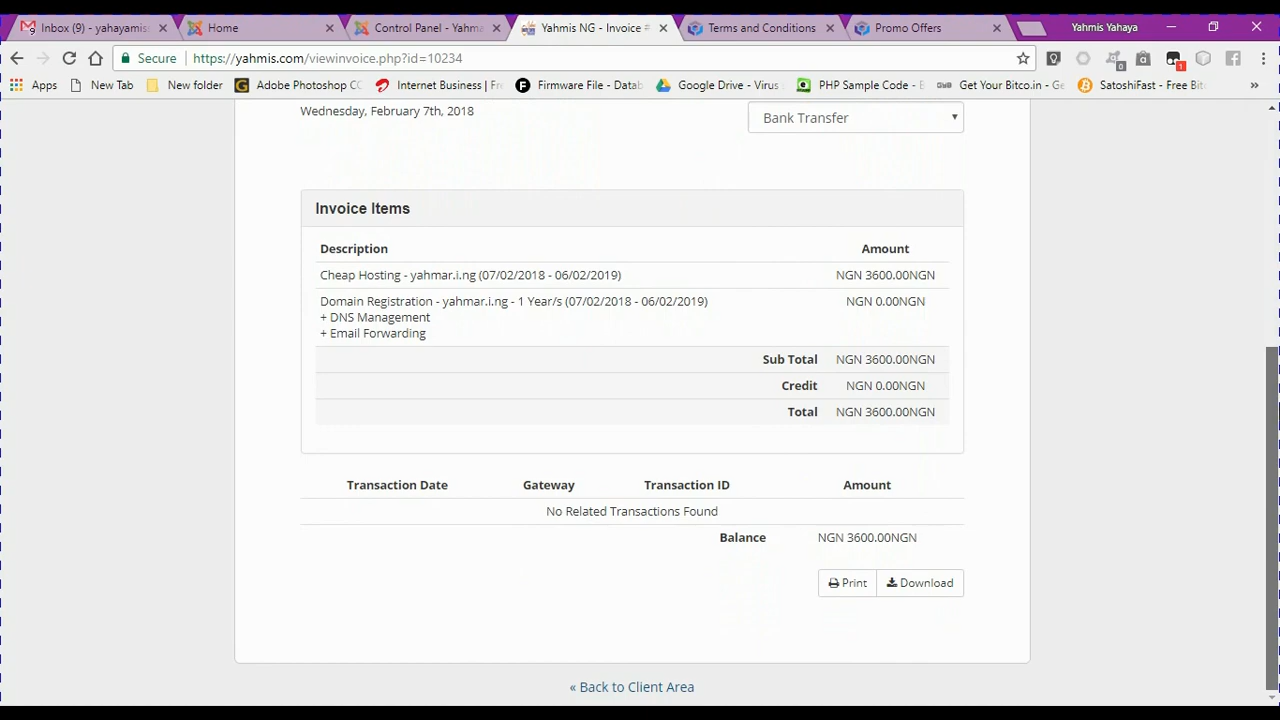 Inbox (9) - yahayamis
Home
Control Panel - Yahma
Yahmis NG - Invoice #
Terms and Conditions
Promo Offers
Yahmis Yahaya
Secure
https://yahmis.com/viewinvoice.php?id=10234
0
1
Apps
New Tab
New folder
Adobe Photoshop CC
Internet Business | Fr
Firmware File - Datab
Google Drive - Virus
PHP Sample Code - B
Get Your Bitco.in - Ge
SatoshiFast - Free Bit
»
Wednesday, February 7th, 2018
Bank Transfer
Invoice Items
Description Amount
Cheap Hosting - yahmar.i.ng (07/02/2018 - 06/02/2019) NGN 3600.00NGN
Domain Registration - yahmar.i.ng - 1 Year/s (07/02/2018 - 06/02/2019) NGN 0.00NGN
+ DNS Management
+ Email Forwarding
Sub Total NGN 3600.00NGN
Credit NGN 0.00NGN
Total NGN 3600.00NGN
Transaction Date Gateway Transaction ID Amount
No Related Transactions Found
Balance NGN 3600.00NGN
Print Download
« Back to Client Area